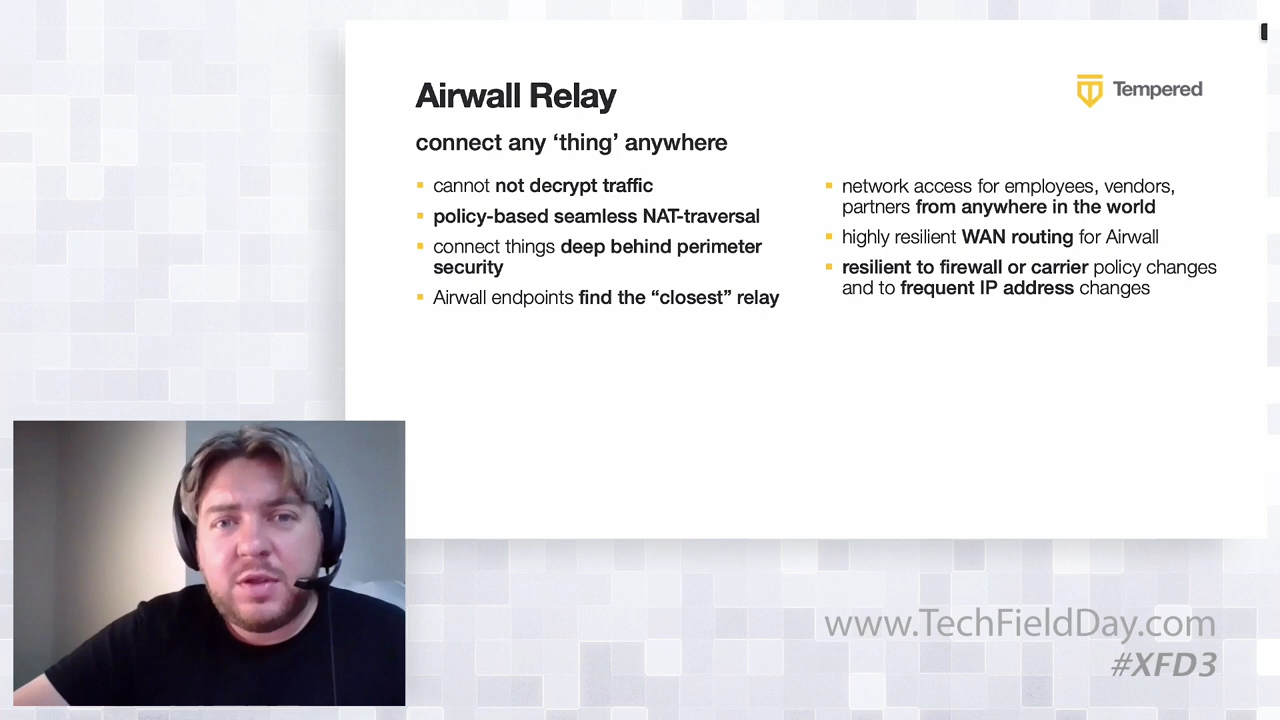 Airwall Relay
Tempered
connect any ‘thing’ anywhere
cannot not decrypt traffic
policy-based seamless NAT-traversal
connect things deep behind perimeter
security
Airwall endpoints find the “closest” relay
network access for employees, vendors,
partners from anywhere in the world
highly resilient WAN routing for Airwall
resilient to firewall or carrier policy changes
and to frequent IP address changes
www.TechFieldDay.com
#XFD3